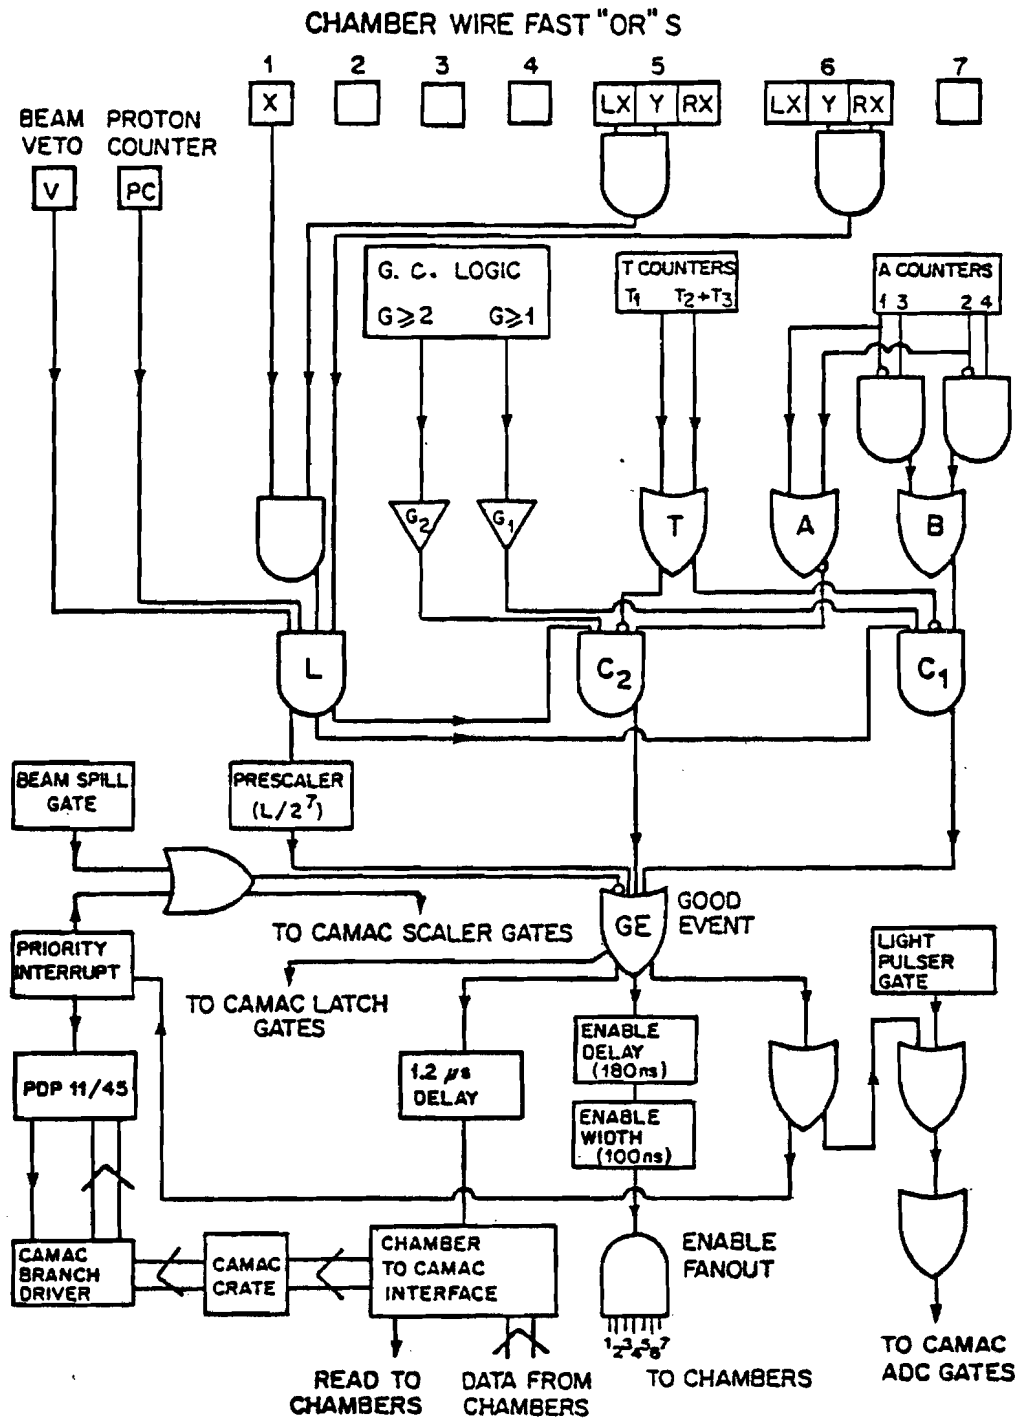 CHAMBER WIRE FAST "OR" S
1 2 3 4 5 6 7
X
LX Y RX
LX Y RX
BEAM VETO
PROTON COUNTER
V
PC
G. C. LOGIC
G≥2 G≥1
T COUNTERS
T1 T2+T3
A COUNTERS
1 3 2 4
G2
G1
T
A
B
L
C2
C1
BEAM SPILL
GATE
PRESCALER
(L/2^7)
GE
GOOD
EVENT
TO CAMAC SCALER GATES
PRIORITY
INTERRUPT
TO CAMAC LATCH
GATES
LIGHT
PULSER
GATE
PDP 11/45
1.2 μs
DELAY
ENABLE
DELAY
(180ns)
ENABLE
WIDTH
(100ns)
CAMAC
BRANCH
DRIVER
CAMAC
CRATE
CHAMBER
TO CAMAC
INTERFACE
ENABLE
FANOUT
1 2 3 4 5 6 7
READ TO
CHAMBERS
DATA FROM
CHAMBERS
TO CHAMBERS
TO CAMAC
ADC GATES